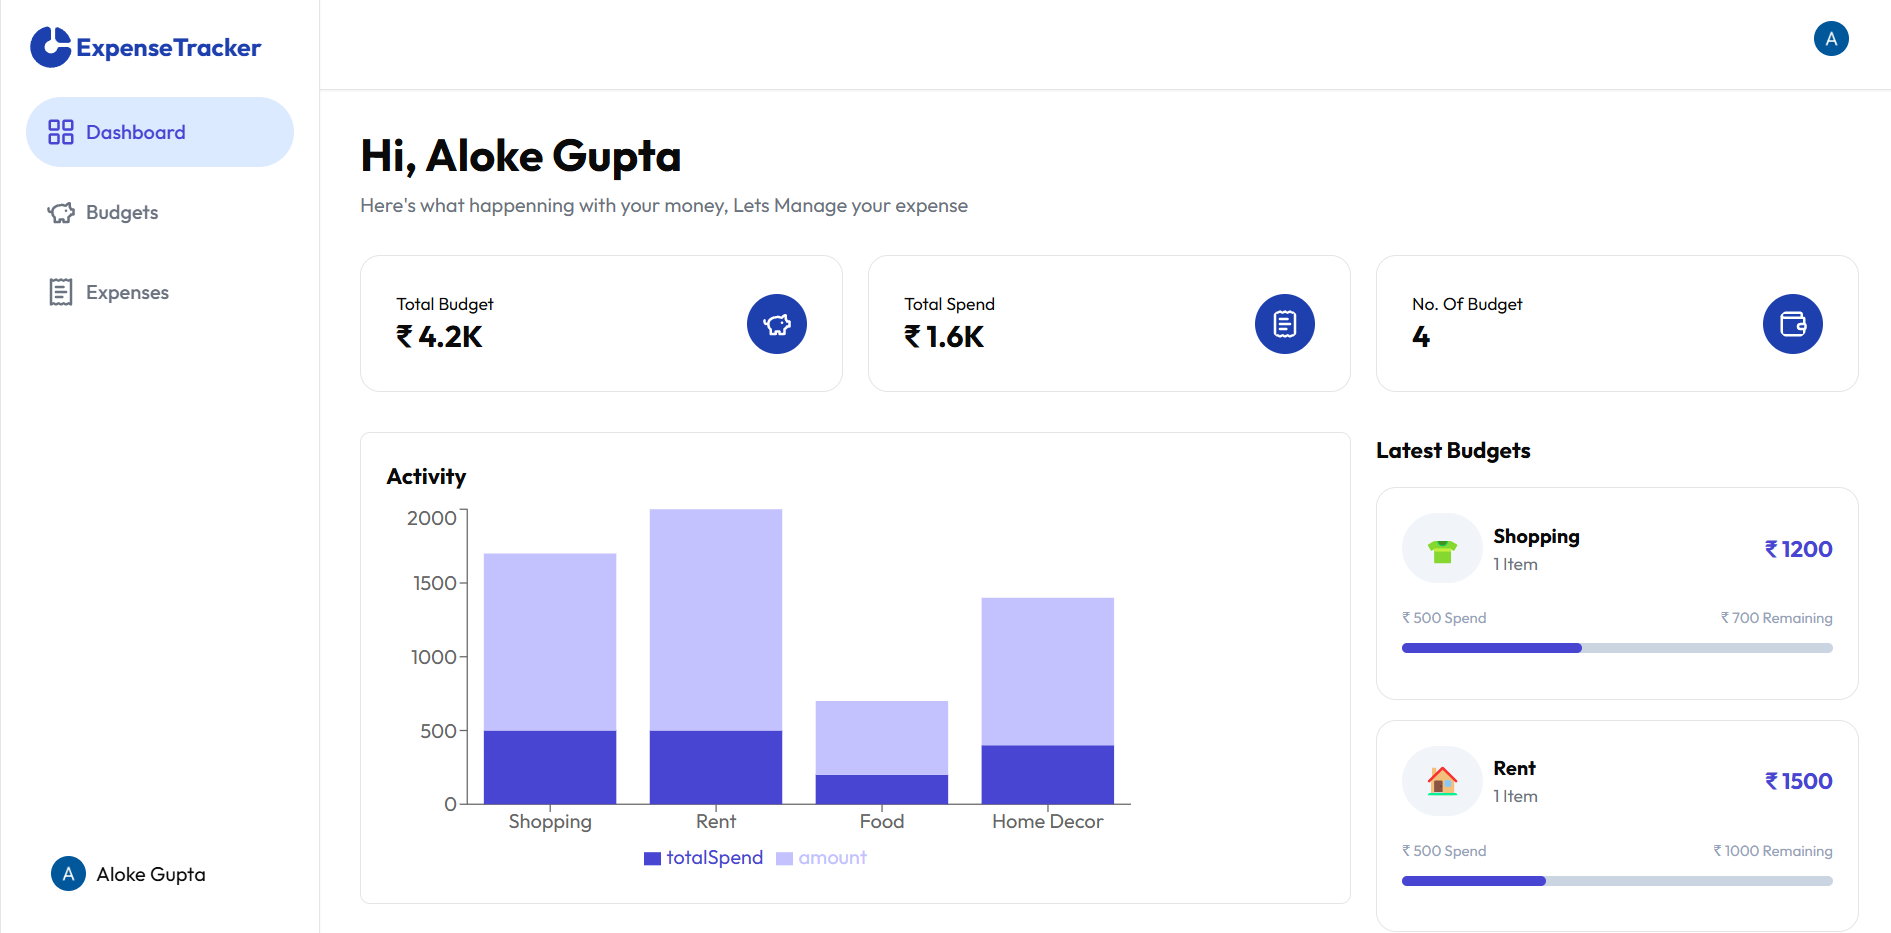 ExpenseTracker
Dashboard
Budgets
Expenses
A
Aloke Gupta
A
Hi, Aloke Gupta
Here's what happenning with your money, Lets Manage your expense
Total Budget
₹ 4.2K
Total Spend
₹ 1.6K
No. Of Budget
4
Activity
2000
1500
1000
500
0
Shopping Rent Food Home Decor
totalSpend amount
Latest Budgets
Shopping
1 Item
₹ 1200
₹ 500 Spend ₹ 700 Remaining
Rent
1 Item
₹ 1500
₹ 500 Spend ₹ 1000 Remaining